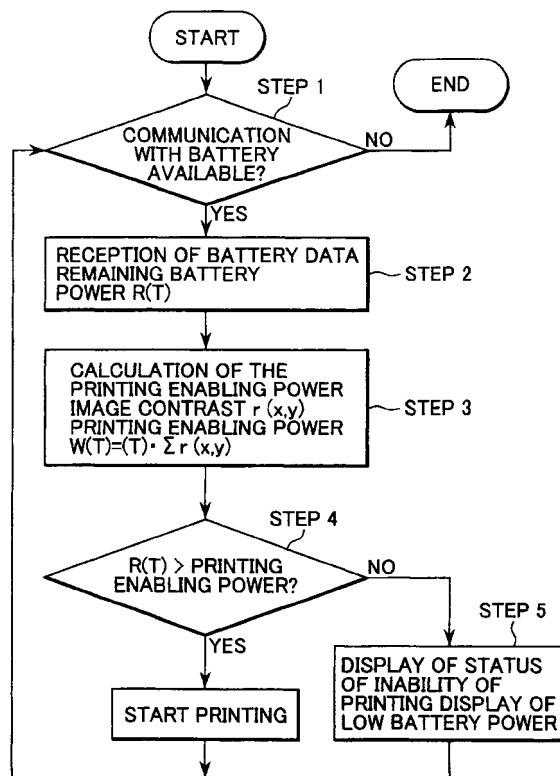 START
STEP 1
END
COMMUNICATION
WITH BATTERY
AVAILABLE?
NO
YES
RECEPTION OF BATTERY DATA
REMAINING BATTERY
POWER R(T)
STEP 2
CALCULATION OF THE
PRINTING ENABLING POWER
IMAGE CONTRAST r (x,y)
PRINTING ENABLING POWER
W(T)=(T)· Σ r (x,y)
STEP 3
STEP 4
R(T) > PRINTING
ENABLING POWER?
NO
YES
STEP 5
START PRINTING
DISPLAY OF STATUS
OF INABILITY OF
PRINTING DISPLAY OF
LOW BATTERY POWER